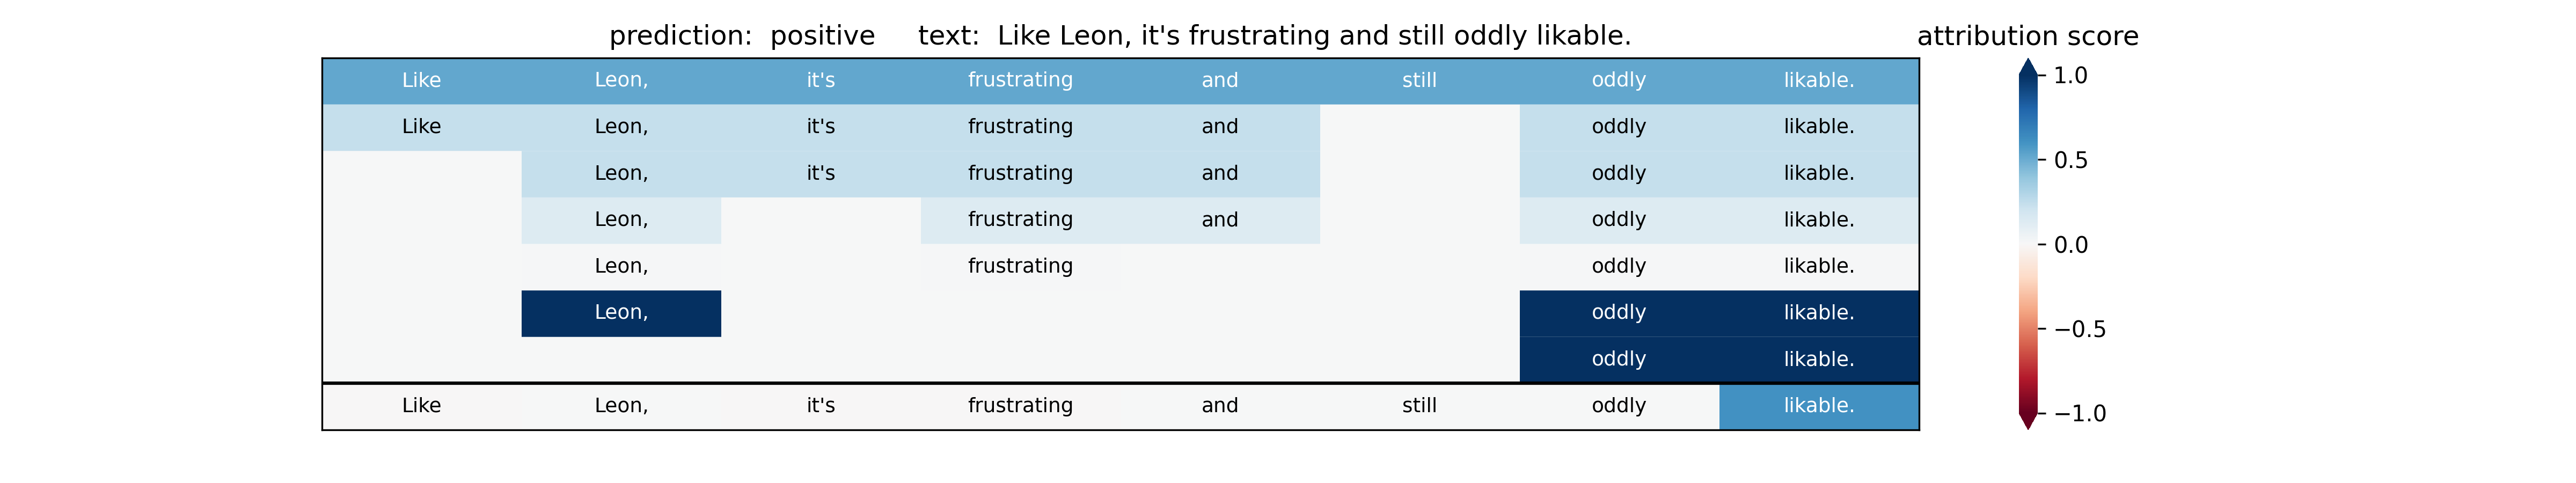 prediction:  positive     text:  Like Leon, it's frustrating and still oddly likable.
attribution score
Like Leon, it's frustrating and still oddly likable.
Like Leon, it's frustrating and oddly likable.
Leon, it's frustrating and oddly likable.
Leon, frustrating and oddly likable.
Leon, frustrating oddly likable.
Leon, oddly likable.
oddly likable.
Like Leon, it's frustrating and still oddly likable.
1.0
0.5
0.0
−0.5
−1.0